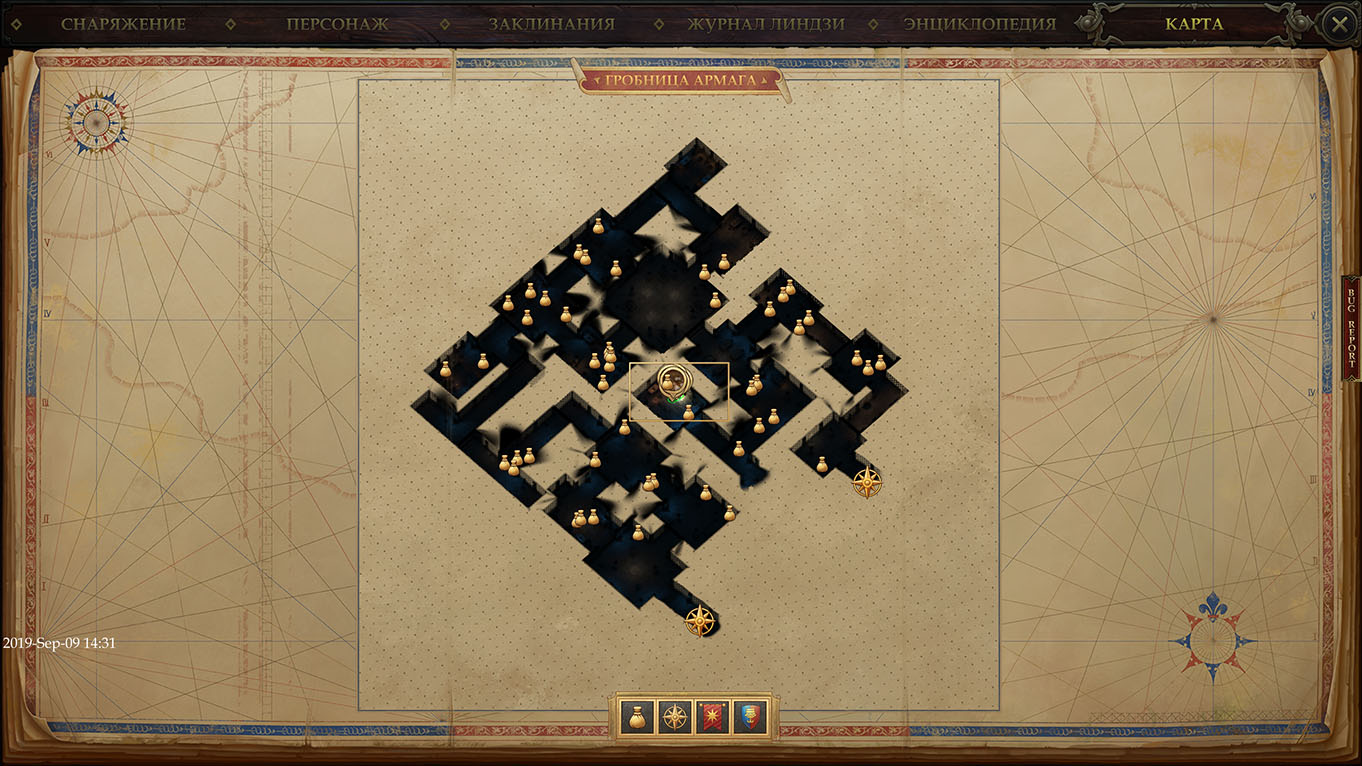 СНАРЯЖЕНИЕ ПЕРСОНАЖ ЗАКЛИНАНИЯ ЖУРНАЛ ЛИНДЗИ ЭНЦИКЛОПЕДИЯ КАРТА
ГРОБНИЦА АРМАГА
BUG REPORT
2019-Sep-09 14:31